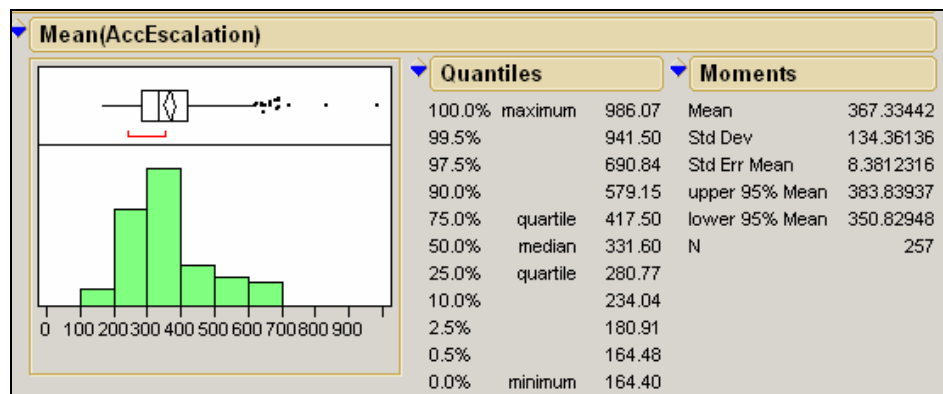 Mean(AccEscalation)
Quantiles
100.0% maximum 986.07
99.5% 941.50
97.5% 690.84
90.0% 579.15
75.0% quartile 417.50
50.0% median 331.60
25.0% quartile 280.77
10.0% 234.04
2.5% 180.91
0.5% 164.48
0.0% minimum 164.40
Moments
Mean 367.33442
Std Dev 134.36136
Std Err Mean 8.3812316
upper 95% Mean 383.83937
lower 95% Mean 350.82948
N 257
0 100 200 300 400 500 600 700 800 900